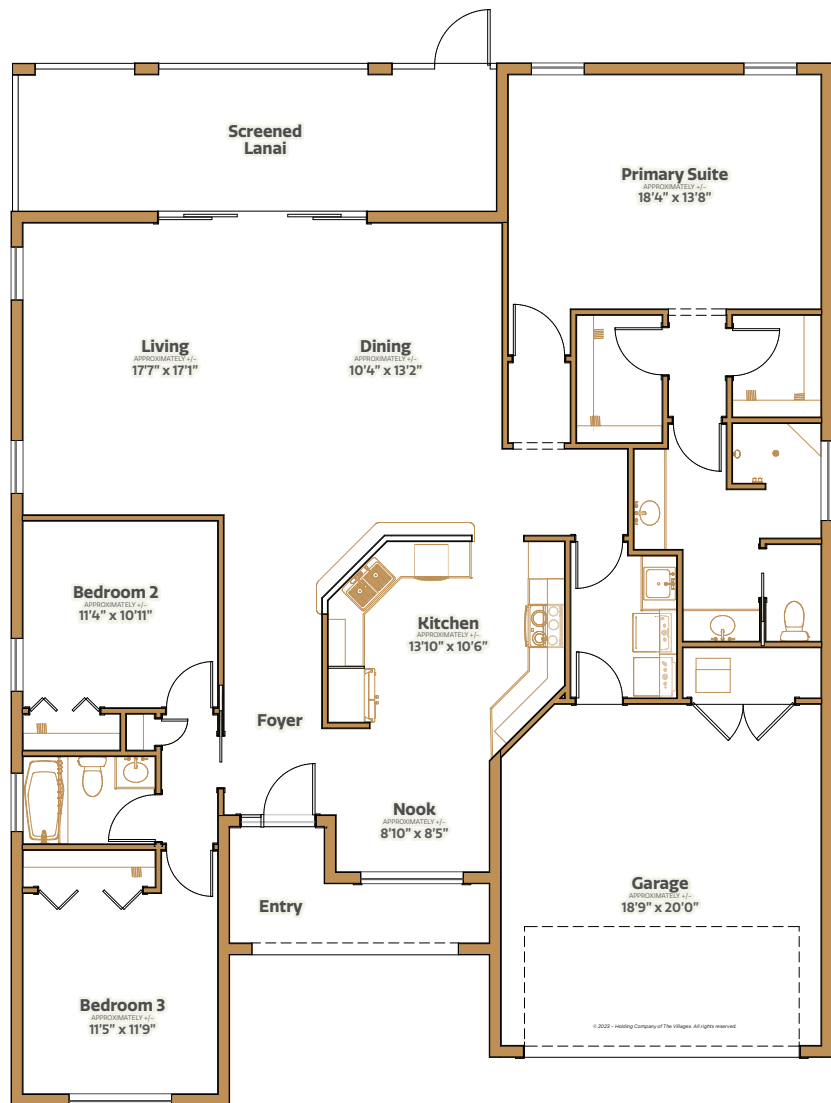 Screened
Lanai
Primary Suite
APPROXIMATELY +/-
18'4" x 13'8"
Living
APPROXIMATELY +/-
17'7" x 17'1"
Dining
APPROXIMATELY +/-
10'4" x 13'2"
Bedroom 2
APPROXIMATELY +/-
11'4" x 10'11"
Kitchen
APPROXIMATELY +/-
13'10" x 10'6"
Foyer
Nook
APPROXIMATELY +/-
8'10" x 8'5"
Garage
APPROXIMATELY +/-
18'9" x 20'0"
Entry
Bedroom 3
APPROXIMATELY +/-
11'5" x 11'9"
© 2023 - Holding Company of The Villages. All rights reserved.